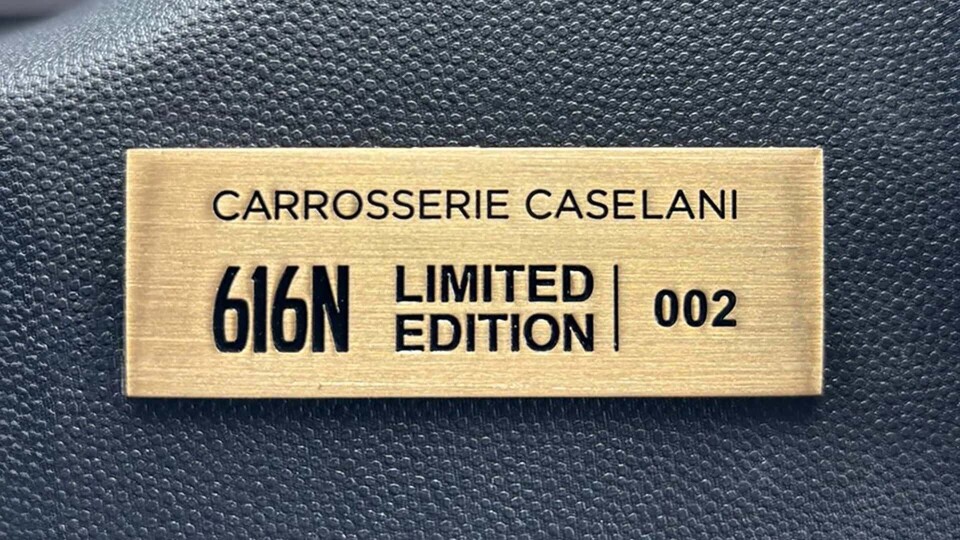 CARROSSERIE CASELANI
616N LIMITED EDITION | 002